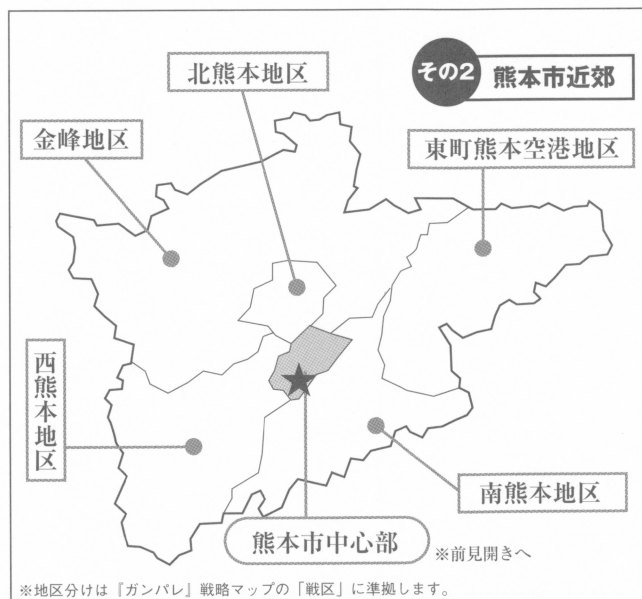 その2 熊本市近郊
北熊本地区
金峰地区
東町熊本空港地区
西熊本地区
南熊本地区
熊本市中心部
※前見開きへ
※地区分けは『ガンパレ』戦略マップの「戦区」に準拠します。